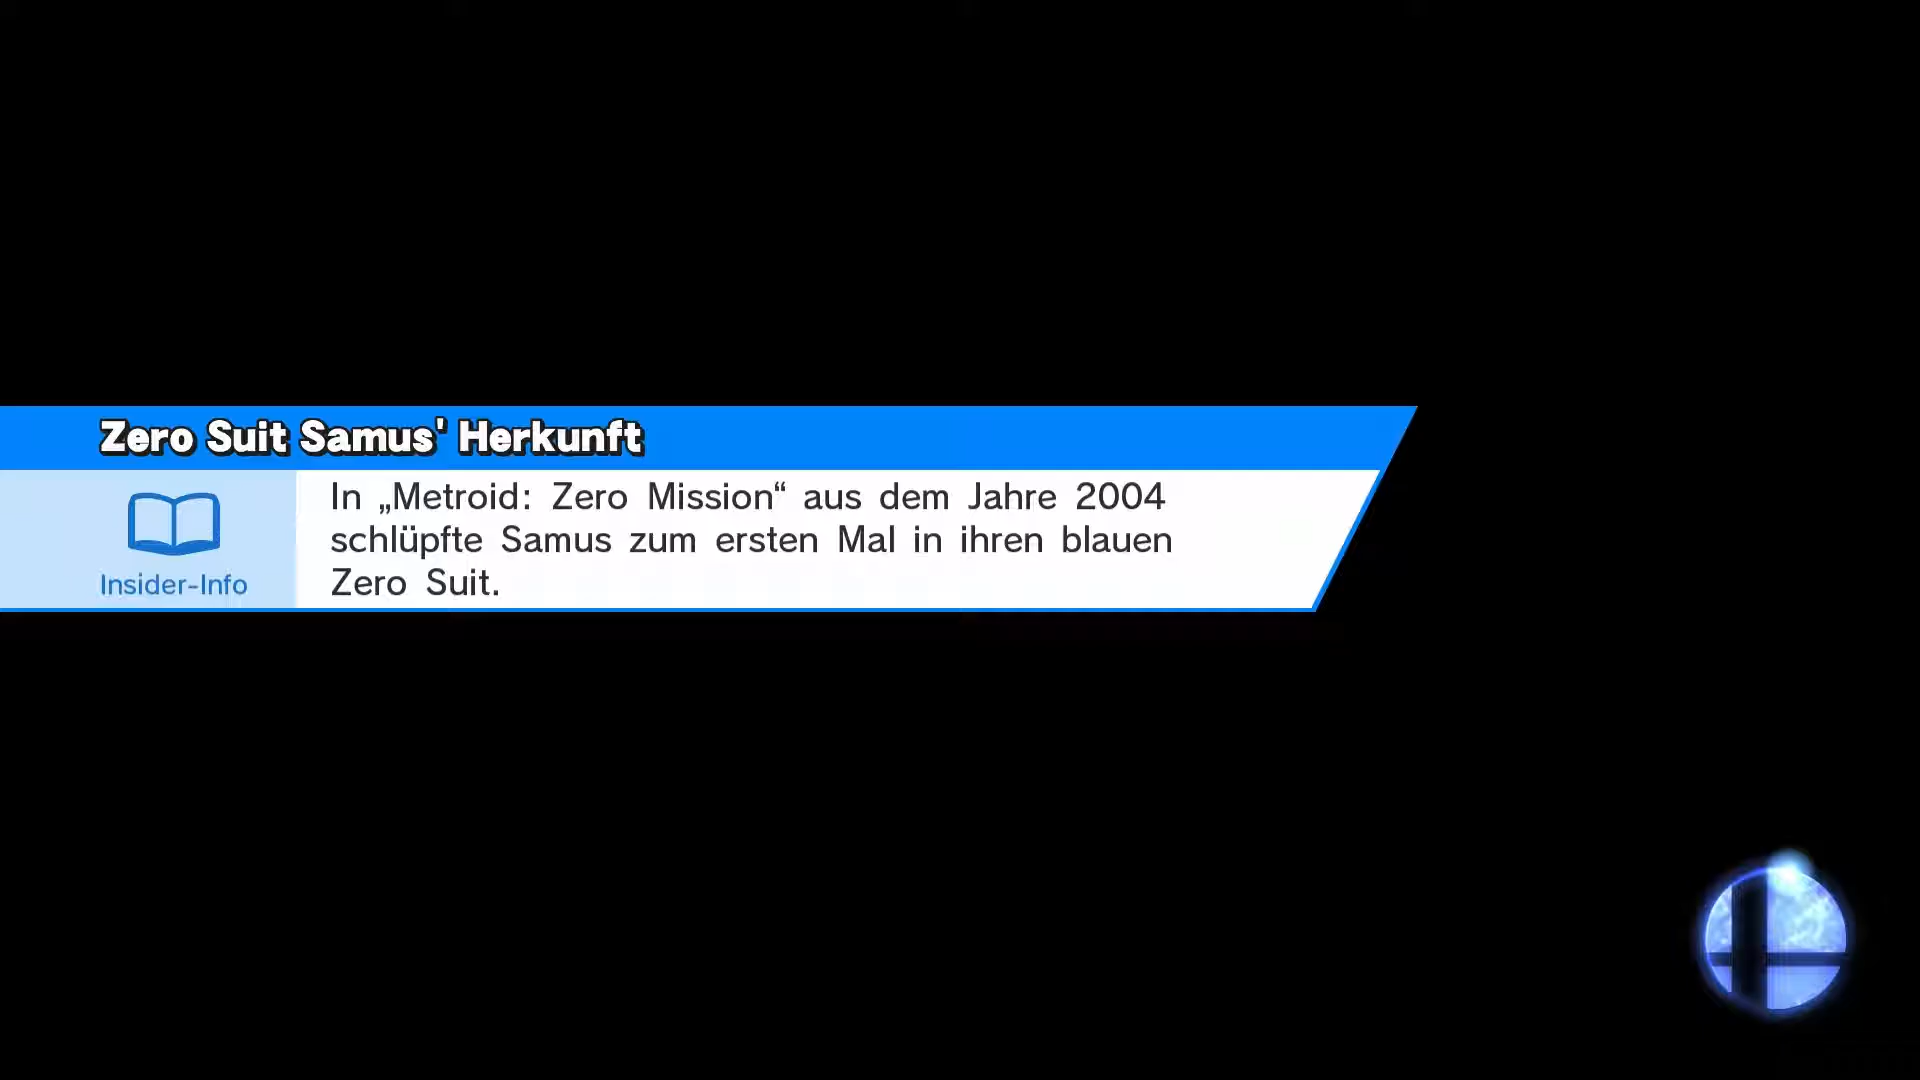 Zero Suit Samus' Herkunft
In „Metroid: Zero Mission“ aus dem Jahre 2004
schlüpfte Samus zum ersten Mal in ihren blauen
Zero Suit.
Insider-Info